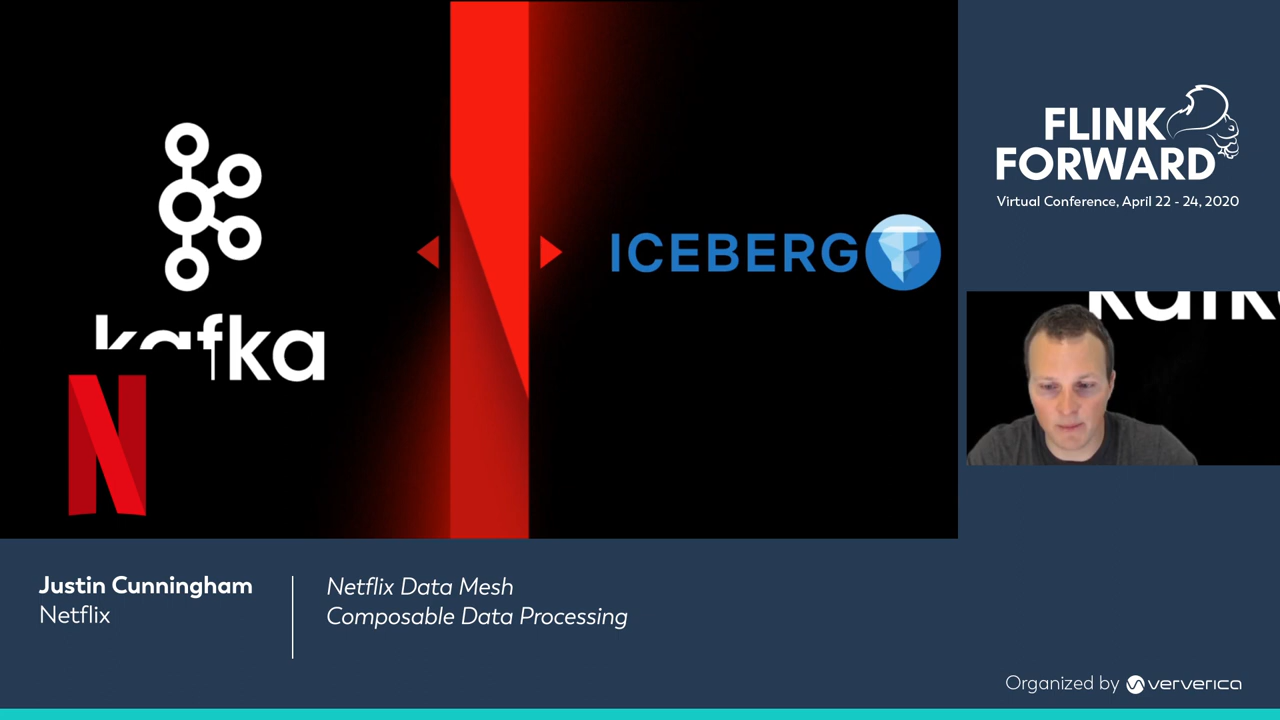 kafka
N
ICEBERG
FLINK
FORWARD
Virtual Conference, April 22 - 24, 2020
kafk
Justin Cunningham
Netflix
Netflix Data Mesh
Composable Data Processing
Organized by ververica